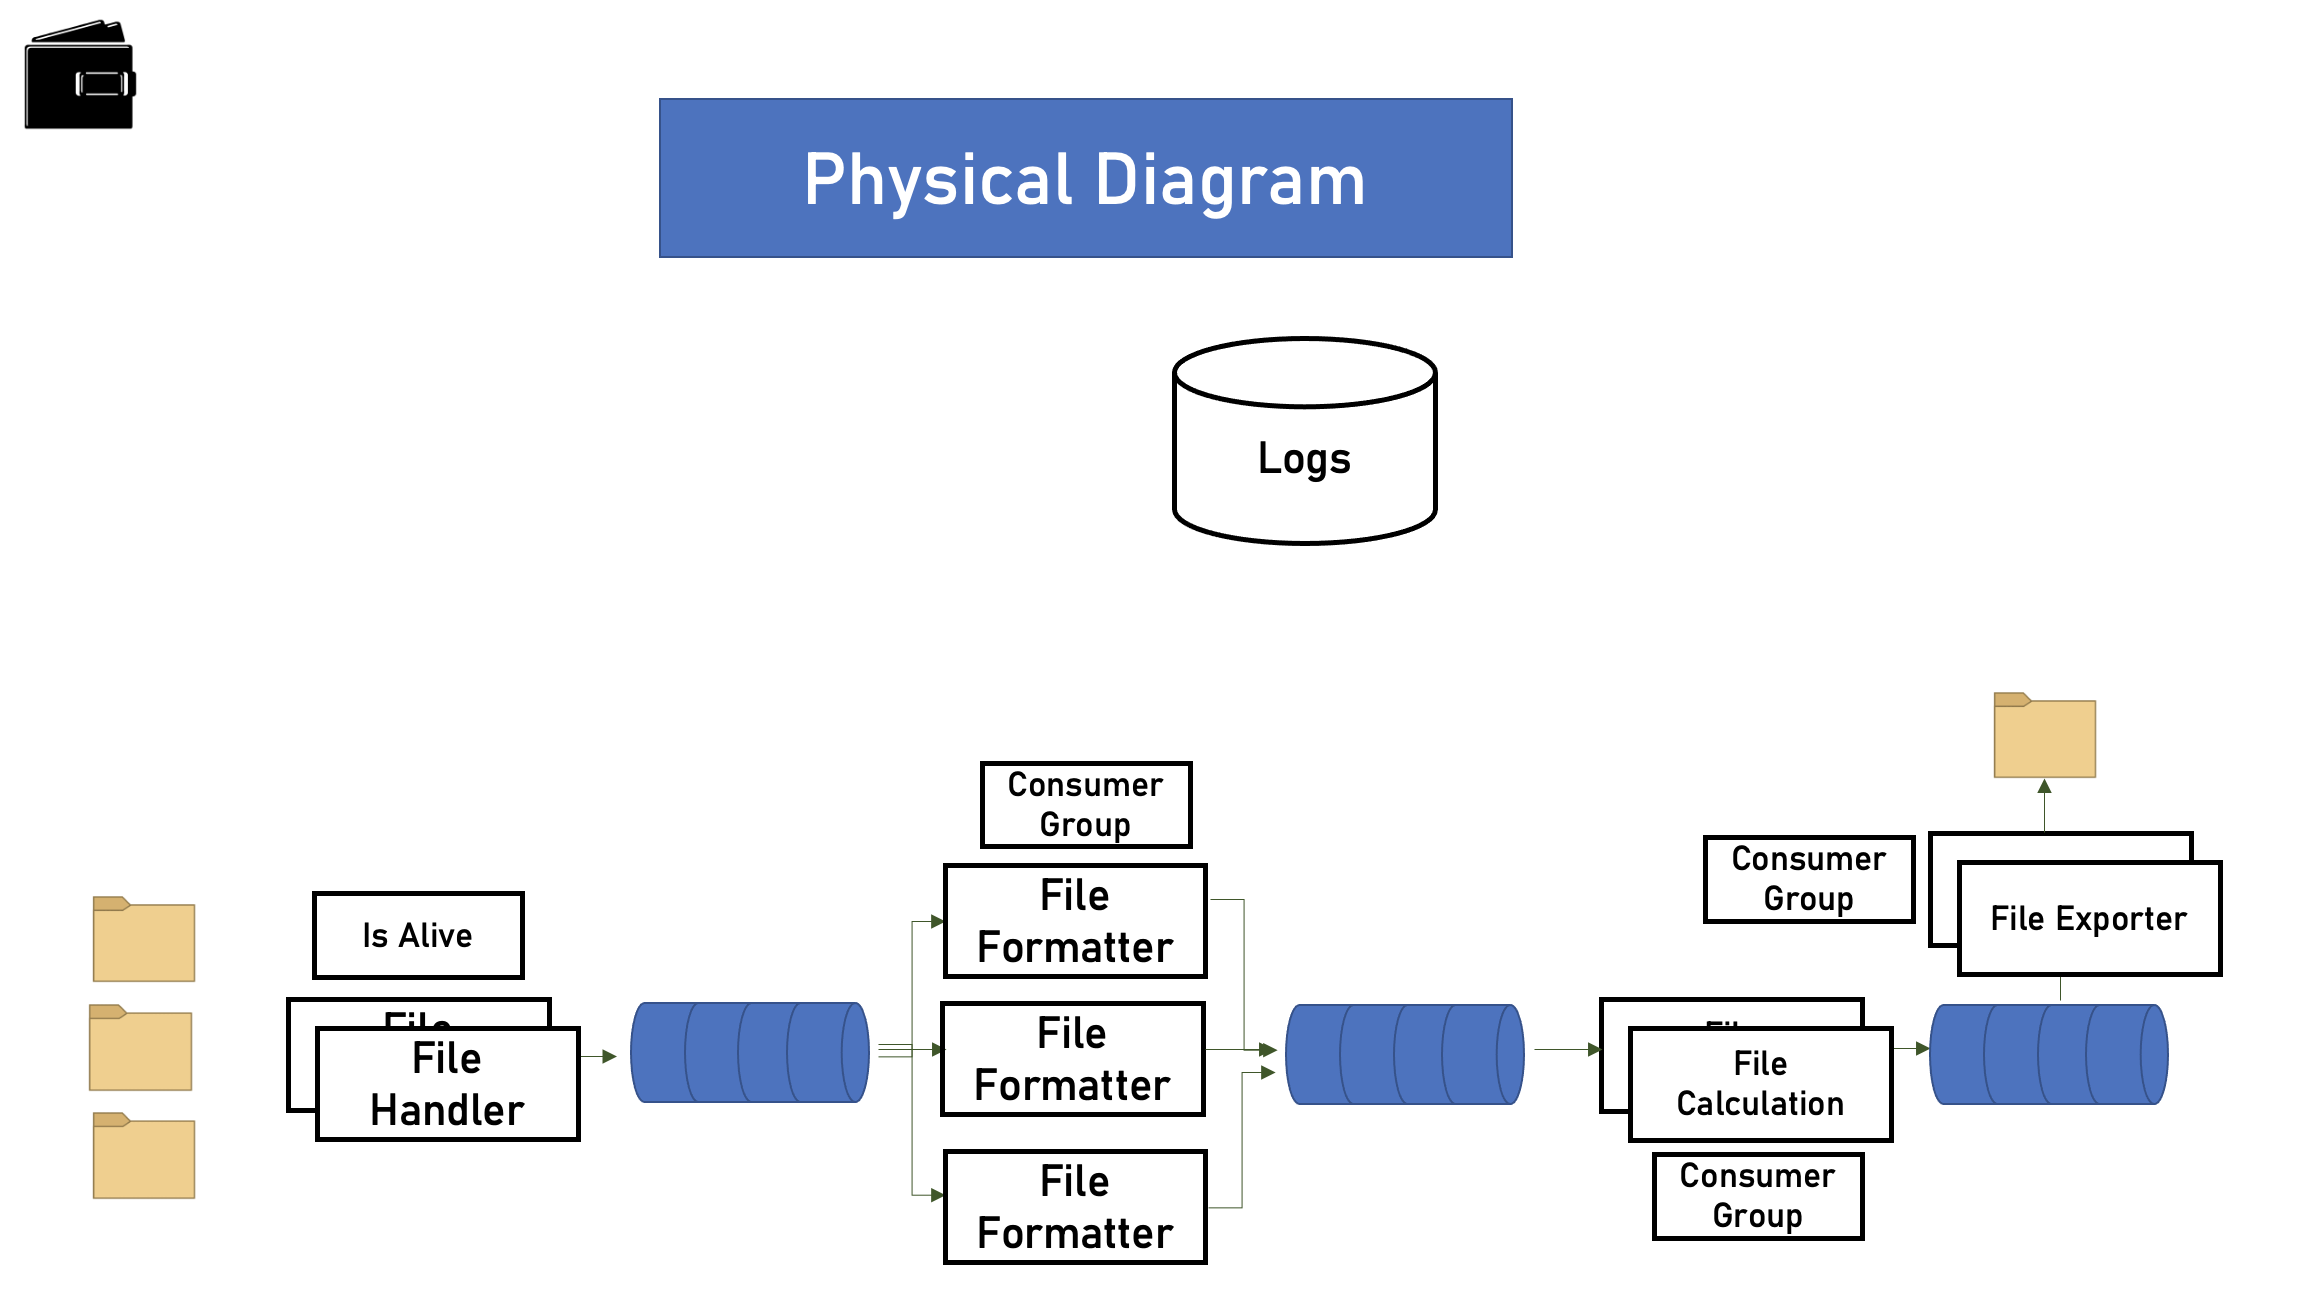 Physical Diagram
Logs
Consumer
Group
File
Formatter
File
Formatter
File
Formatter
Is Alive
File
File
Handler
Consumer
Group
File Exporter
File
Calculation
Consumer
Group